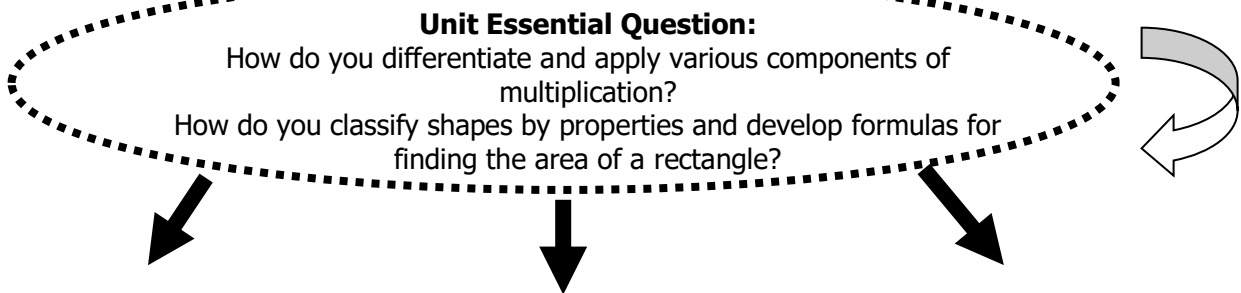 Unit Essential Question:
How do you differentiate and apply various components of
multiplication?
How do you classify shapes by properties and develop formulas for
finding the area of a rectangle?